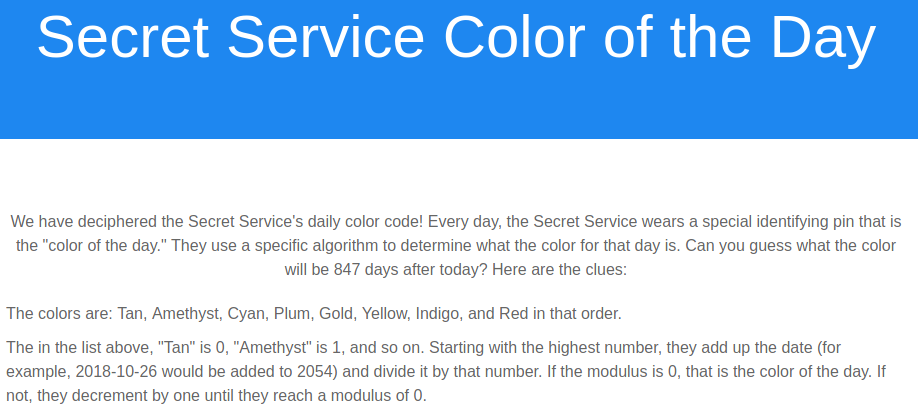 Secret Service Color of the Day
We have deciphered the Secret Service's daily color code! Every day, the Secret Service wears a special identifying pin that is
the "color of the day." They use a specific algorithm to determine what the color for that day is. Can you guess what the color
will be 847 days after today? Here are the clues:
The colors are: Tan, Amethyst, Cyan, Plum, Gold, Yellow, Indigo, and Red in that order.
The in the list above, "Tan" is 0, "Amethyst" is 1, and so on. Starting with the highest number, they add up the date (for
example, 2018-10-26 would be added to 2054) and divide it by that number. If the modulus is 0, that is the color of the day. If
not, they decrement by one until they reach a modulus of 0.